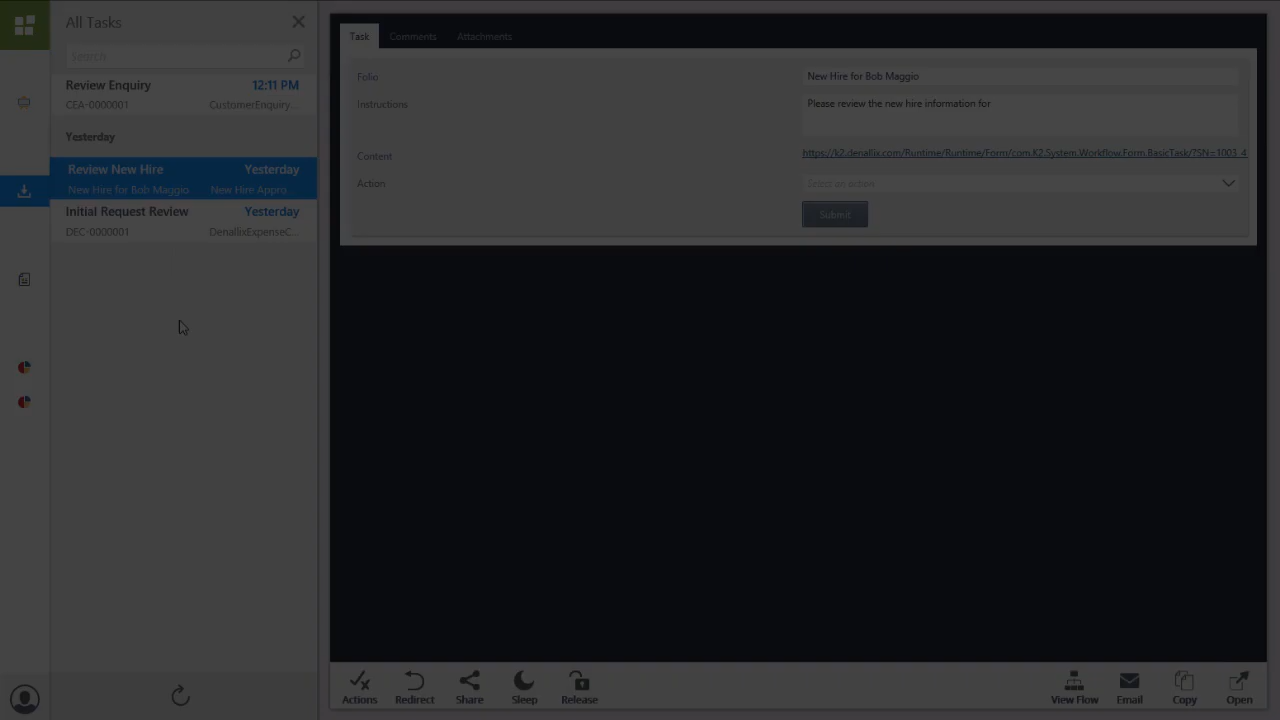 All Tasks
Search
Review Enquiry 12:11 PM
CEA-0000001 CustomerEnquiry...
Yesterday
Review New Hire Yesterday
New Hire for Bob Maggio New Hire Appro
Initial Request Review Yesterday
DEC-0000001 DenallixExpenseC...
Task Comments Attachments
Folio New Hire for Bob Maggio
Instructions Please review the new hire information for
Content https://k2.denallix.com/Runtime/Runtime/Form/com.K2.System.Workflow.Form.BasicTask/?SN=1003_4
Action Select an action
Submit
Actions Redirect Share Sleep Release View Flow Email Copy Open